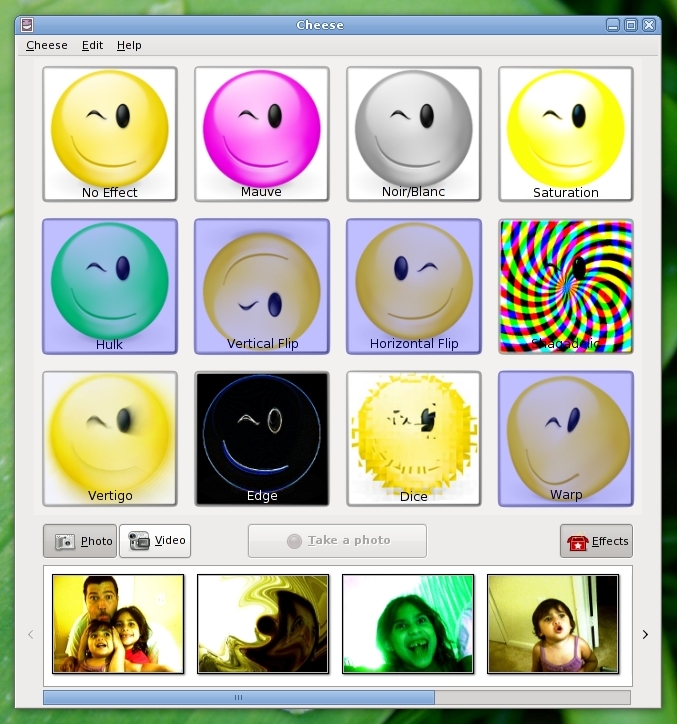 Cheese
Cheese Edit Help
No Effect
Mauve
Noir/Blanc
Saturation
Hulk
Vertical Flip
Horizontal Flip
Shagadelic
Vertigo
Edge
Dice
Warp
Photo
Video
Take a photo
Effects